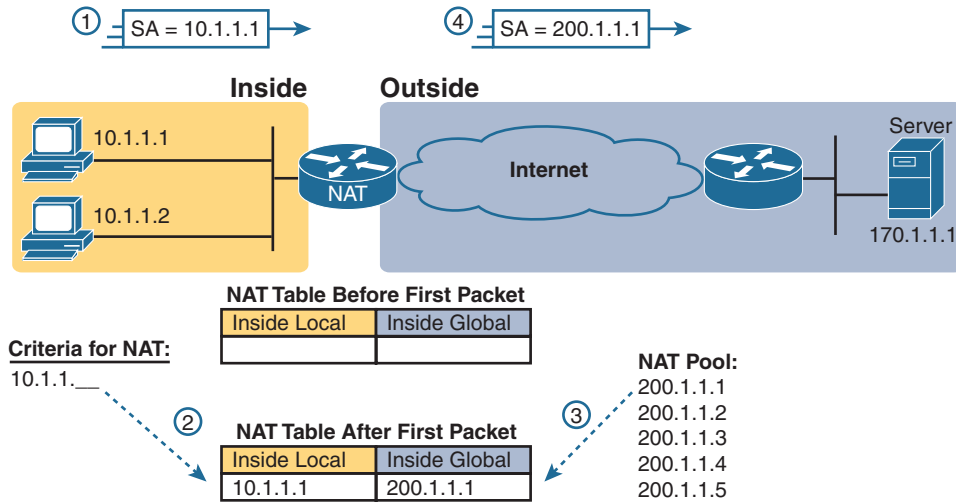 1
SA = 10.1.1.1
4
SA = 200.1.1.1
Inside
Outside
10.1.1.1
10.1.1.2
NAT
Internet
Server
170.1.1.1
NAT Table Before First Packet
Inside Local Inside Global
Criteria for NAT:
10.1.1.__
2
NAT Table After First Packet
Inside Local Inside Global
10.1.1.1 200.1.1.1
3
NAT Pool:
200.1.1.1
200.1.1.2
200.1.1.3
200.1.1.4
200.1.1.5